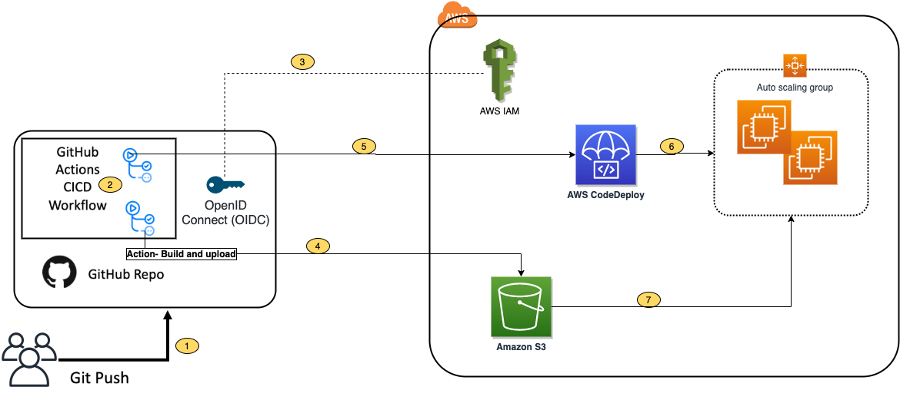 AWS
3
AWS IAM
Auto scaling group
GitHub
Actions
CICD
Workflow
2
5
6
AWS CodeDeploy
OpenID
Connect (OIDC)
Action- Build and upload
4
GitHub Repo
7
Amazon S3
1
Git Push